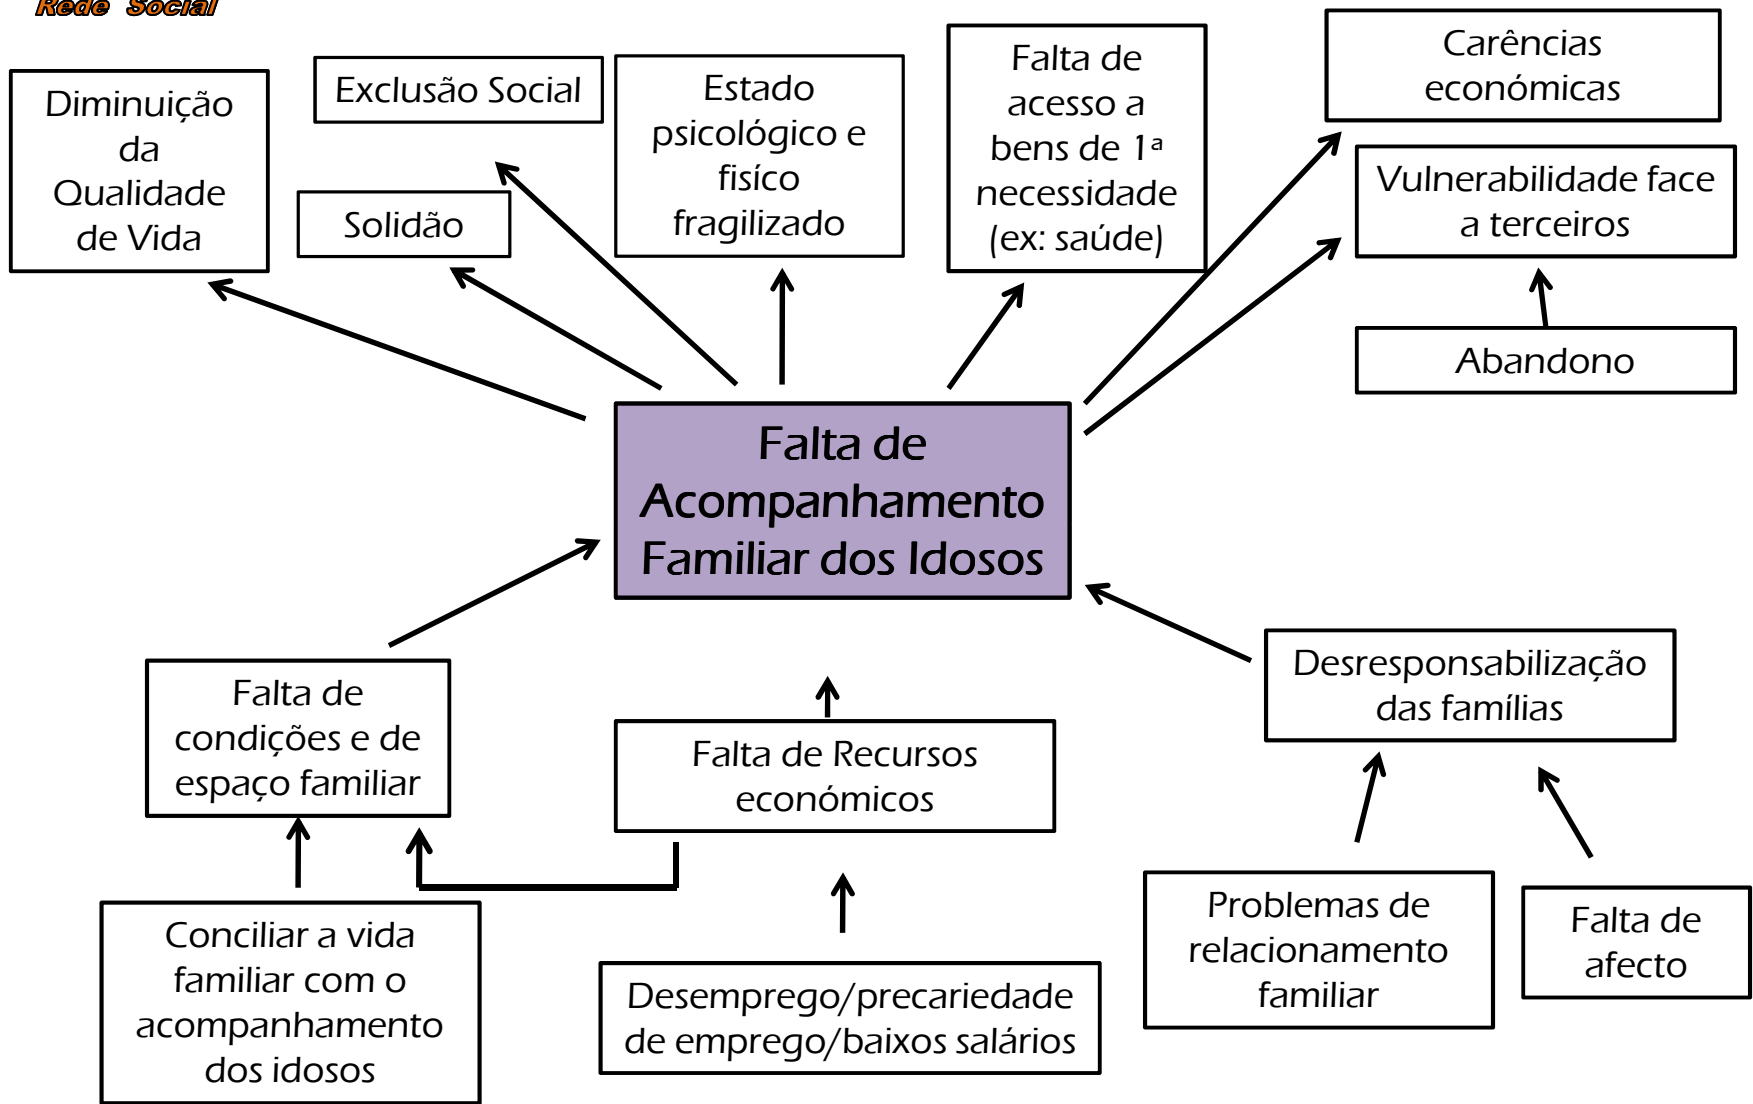 Rede Social
Diminuição
da
Qualidade
de Vida
Exclusão Social
Solidão
Estado
psicológico e
fisíco
fragilizado
Falta de
acesso a
bens de 1ª
necessidade
(ex: saúde)
Carências
económicas
Vulnerabilidade face
a terceiros
Abandono
Falta de
Acompanhamento
Familiar dos Idosos
Falta de
condições e de
espaço familiar
Falta de Recursos
económicos
Desresponsabilização
das famílias
Conciliar a vida
familiar com o
acompanhamento
dos idosos
Desemprego/precariedade
de emprego/baixos salários
Problemas de
relacionamento
familiar
Falta de
afecto